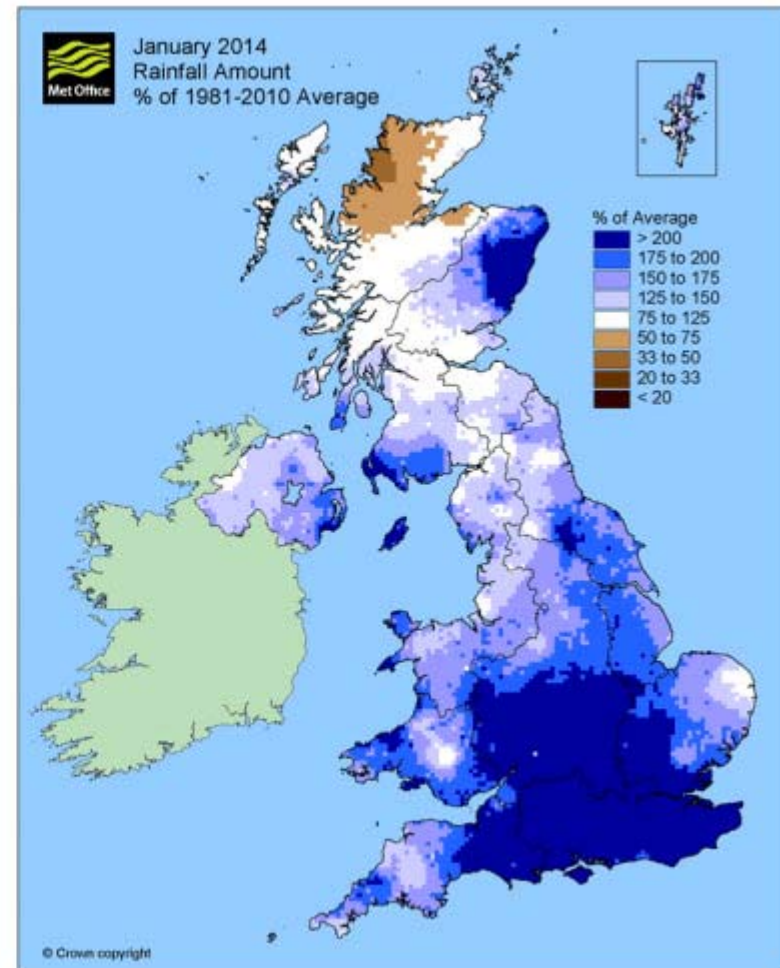 Met Office
January 2014
Rainfall Amount
% of 1981-2010 Average
% of Average
> 200
175 to 200
150 to 175
125 to 150
75 to 125
50 to 75
33 to 50
20 to 33
< 20
© Crown copyright